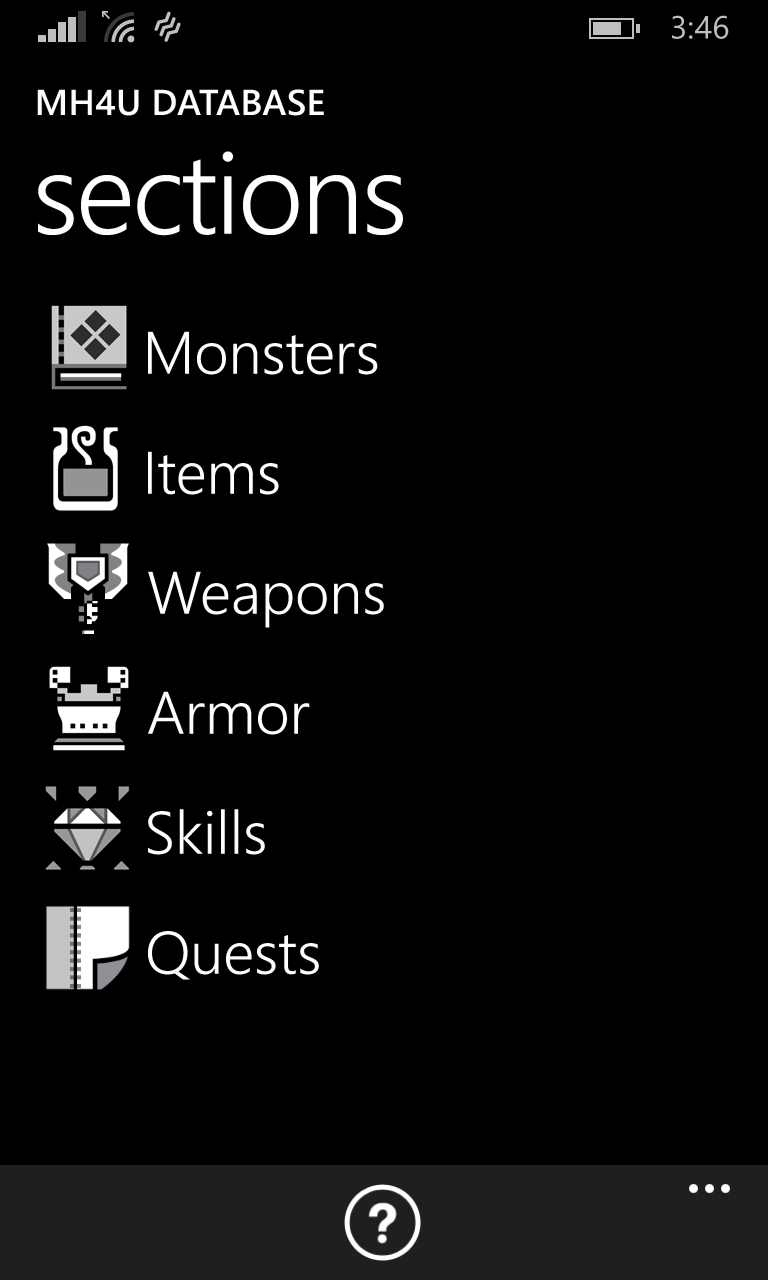 3:46
MH4U DATABASE
sections
Monsters
Items
Weapons
Armor
Skills
Quests
?